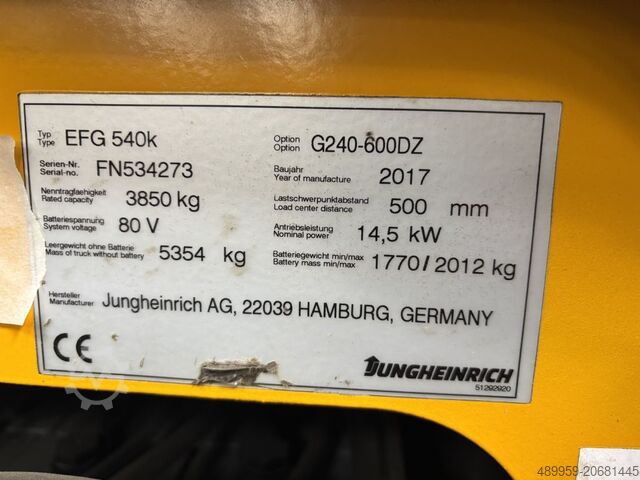 Typ Type EFG 540k Option Option G240-600DZ
Serien-Nr. Serial-no. FN534273 Baujahr Year of manufacture 2017
Nenntragfaehigkeit Rated capacity 3850 kg Lastschwerpunktabstand Load center distance 500 mm
Batteriespannung System voltage 80 V Antriebsleistung Nominal power 14,5 kW
Leergewicht ohne Batterie Mass of truck without battery 5354 kg Batteriegewicht min/max Battery mass min/max 1770 / 2012 kg
Hersteller Manufacturer Jungheinrich AG, 22039 HAMBURG, GERMANY
CE JUNGHEINRICH
51292920
489959-20681445